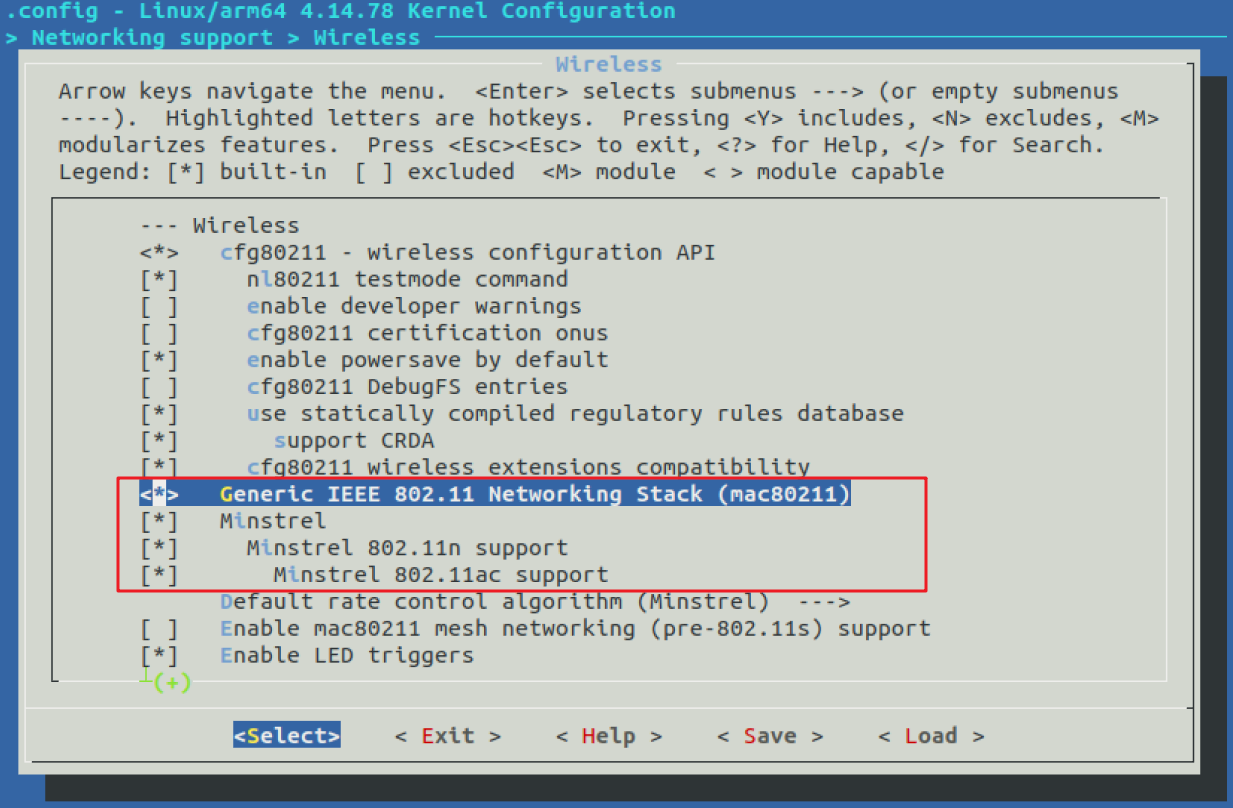 .config - Linux/arm64 4.14.78 Kernel Configuration
> Networking support > Wireless
Wireless
Arrow keys navigate the menu.  <Enter> selects submenus ---> (or empty submenus
----).  Highlighted letters are hotkeys.  Pressing <Y> includes, <N> excludes, <M>
modularizes features.  Press <Esc><Esc> to exit, <?> for Help, </> for Search.
Legend: [*] built-in  [ ] excluded  <M> module  < > module capable
--- Wireless
<*>   cfg80211 - wireless configuration API
[*]     nl80211 testmode command
[ ]     enable developer warnings
[ ]     cfg80211 certification onus
[*]     enable powersave by default
[ ]     cfg80211 DebugFS entries
[*]     use statically compiled regulatory rules database
[*]       support CRDA
[*]     cfg80211 wireless extensions compatibility
<*>   Generic IEEE 802.11 Networking Stack (mac80211)
[*]   Minstrel
[*]     Minstrel 802.11n support
[*]       Minstrel 802.11ac support
Default rate control algorithm (Minstrel)  --->
[ ]   Enable mac80211 mesh networking (pre-802.11s) support
[*]   Enable LED triggers
┴(+)
<Select>    < Exit >    < Help >    < Save >    < Load >